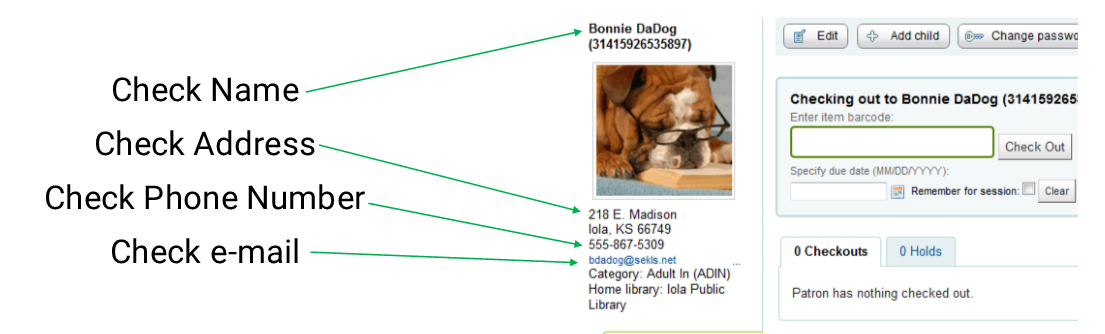 Check Name
Check Address
Check Phone Number
Check e-mail
Bonnie DaDog
(31415926535897)
218 E. Madison
Iola, KS 66749
555-867-5309
bdadog@sekls.net ...
Category: Adult In (ADIN)
Home library: Iola Public
Library
Edit Add child Change passwo
Checking out to Bonnie DaDog (314159265
Enter item barcode:
Check Out
Specify due date (MM/DD/YYYY):
Remember for session: Clear
0 Checkouts 0 Holds
Patron has nothing checked out.